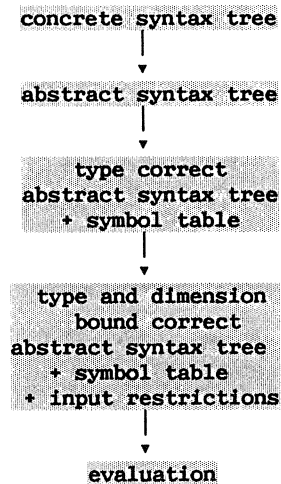 concrete syntax tree
abstract syntax tree
type correct
abstract syntax tree
+ symbol table
type and dimension
bound correct
abstract syntax tree
+ symbol table
+ input restrictions
evaluation